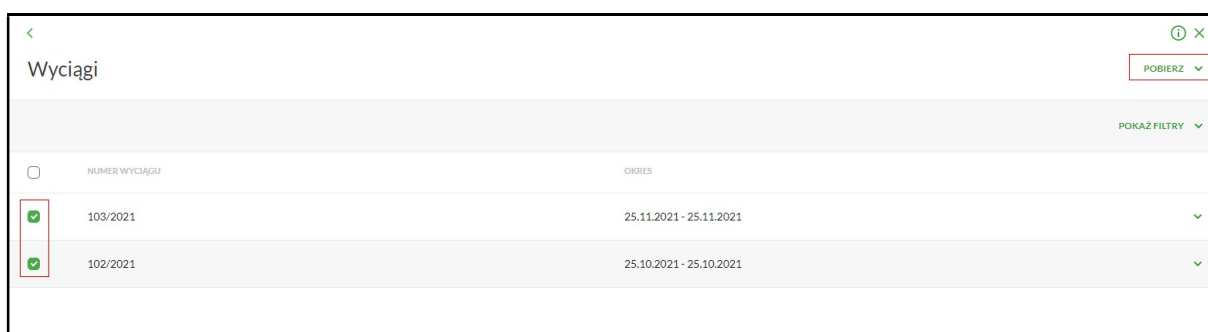 Wyciągi
POBIERZ
POKAŻ FILTRY
NUMER WYCIĄGU OKRES
103/2021 25.11.2021 - 25.11.2021
102/2021 25.10.2021 - 25.10.2021